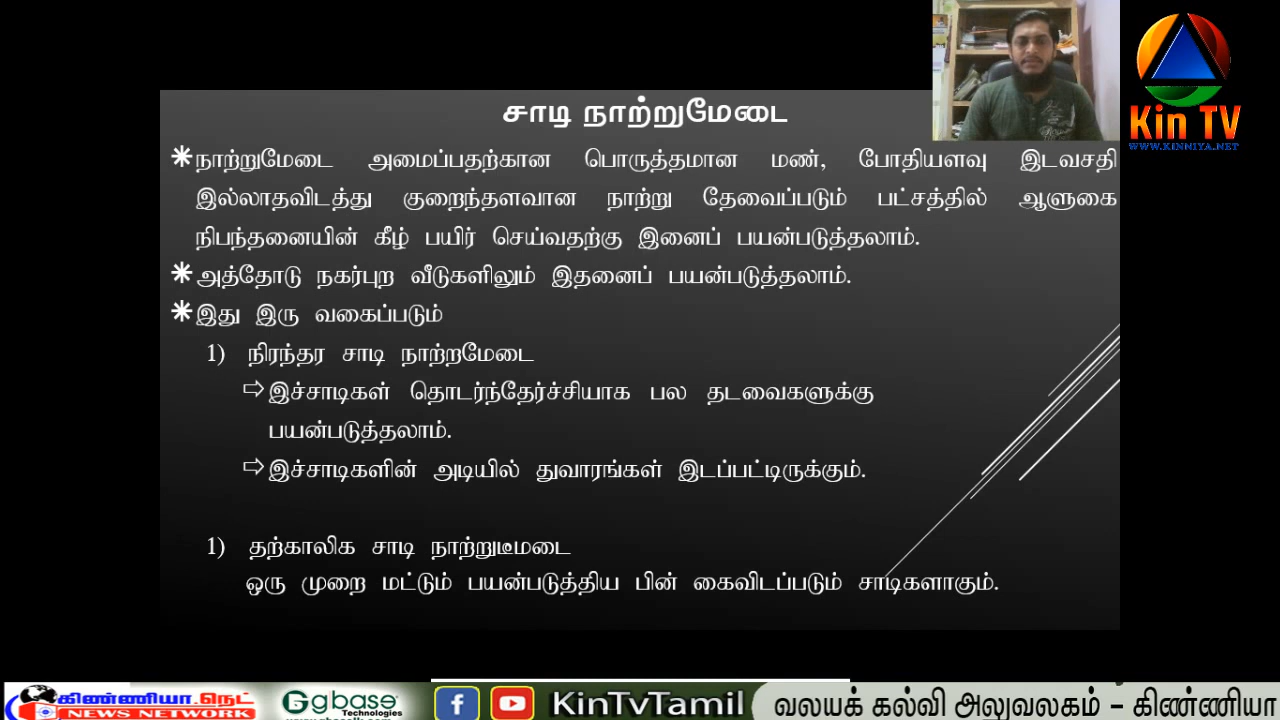 சாடி நாற்றுமேடை
நாற்றுமேடை அமைப்பதற்கான பொருத்தமான மண், போதியளவு இடவசதி
இல்லாதவிடத்து குறைந்தளவான நாற்று தேவைப்படும் பட்சத்தில் ஆளுகை
நிபந்தனையின் கீழ் பயிர் செய்வதற்கு இனைப் பயன்படுத்தலாம்.
அத்தோடு நகர்புற வீடுகளிலும் இதனைப் பயன்படுத்தலாம்.
இது இரு வகைப்படும்
1) நிரந்தர சாடி நாற்றமேடை
இச்சாடிகள் தொடர்ந்தேர்ச்சியாக பல தடவைகளுக்கு
பயன்படுத்தலாம்.
இச்சாடிகளின் அடியில் துவாரங்கள் இடப்பட்டிருக்கும்.
1) தற்காலிக சாடி நாற்றுடீமடை
ஒரு முறை மட்டும் பயன்படுத்திய பின் கைவிடப்படும் சாடிகளாகும்.
Kin TV
WWW.KINNIYA.NET
கிண்ணியா.நெட்
NEWS NETWORK
gbase
Technologies
KinTvTamil
வலயக் கல்வி அலுவலகம் - கிண்ணியா